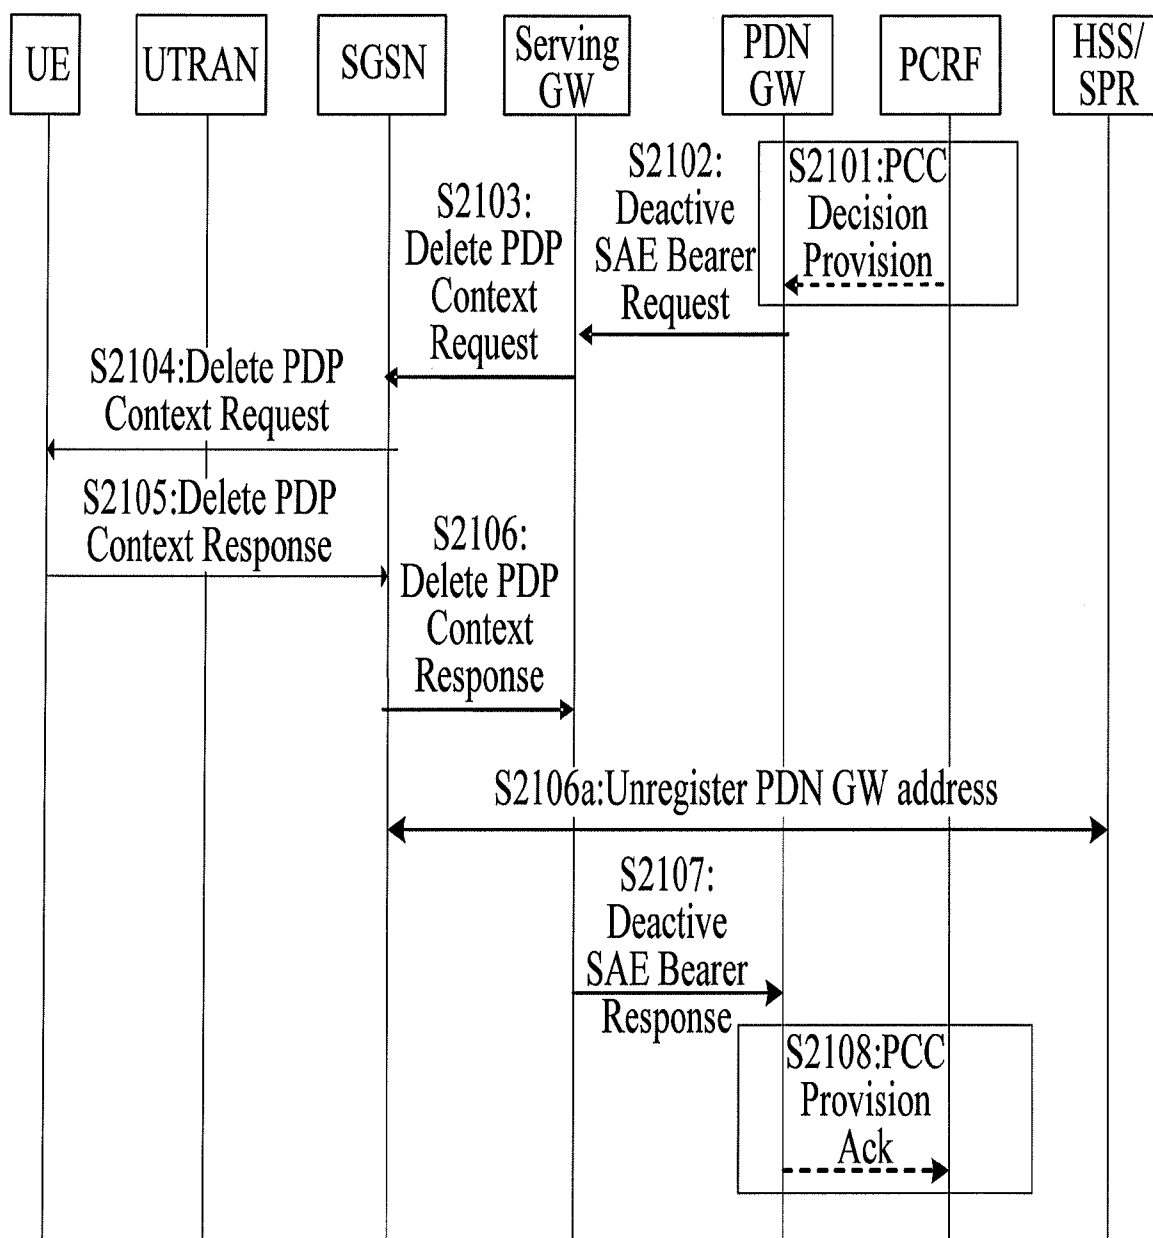 UE
UTRAN
SGSN
Serving
GW
PDN
GW
PCRF
HSS/
SPR
S2101:PCC
Decision
Provision
S2102:
Deactive
SAE Bearer
Request
S2103:
Delete PDP
Context
Request
S2104:Delete PDP
Context Request
S2105:Delete PDP
Context Response
S2106:
Delete PDP
Context
Response
S2106a:Unregister PDN GW address
S2107:
Deactive
SAE Bearer
Response
S2108:PCC
Provision
Ack